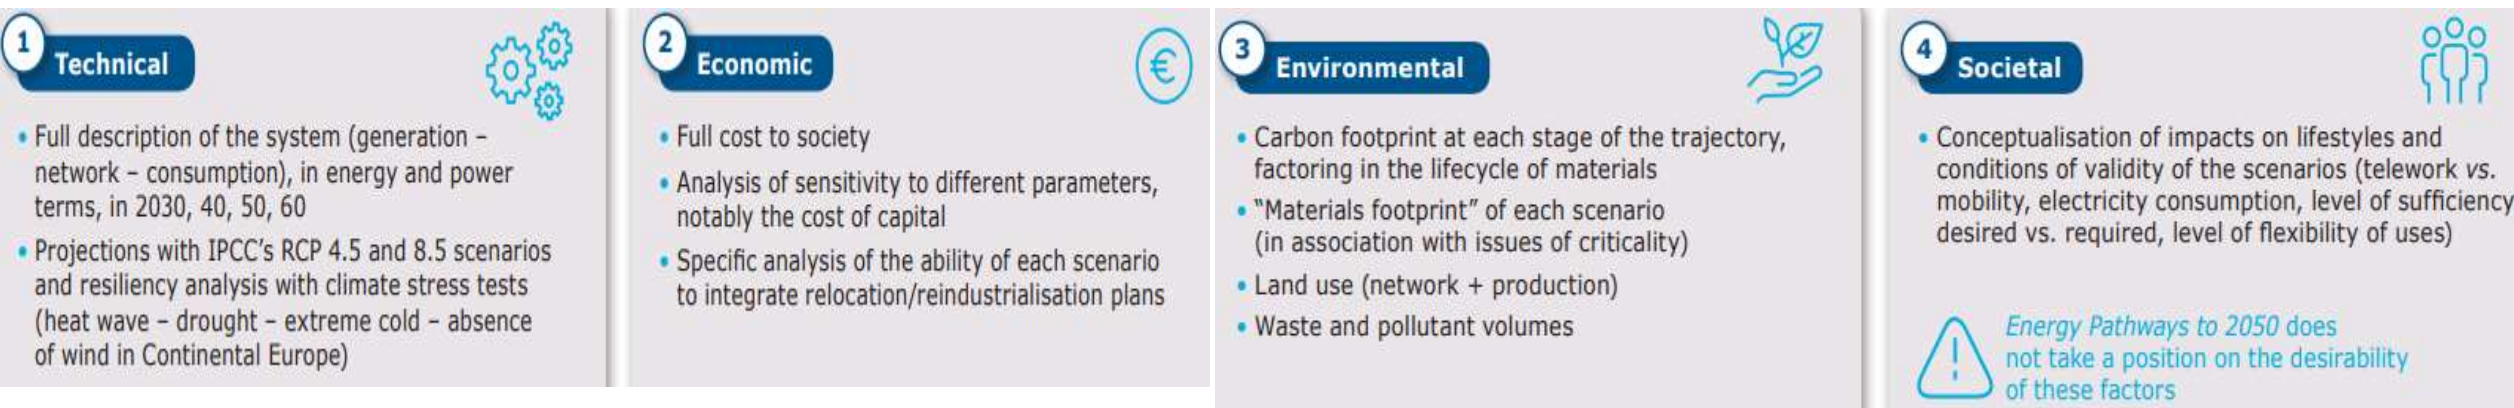 1
Technical
• Full description of the system (generation –
network – consumption), in energy and power
terms, in 2030, 40, 50, 60
• Projections with IPCC's RCP 4.5 and 8.5 scenarios
and resiliency analysis with climate stress tests
(heat wave – drought – extreme cold – absence
of wind in Continental Europe)
2
Economic
€
• Full cost to society
• Analysis of sensitivity to different parameters,
notably the cost of capital
• Specific analysis of the ability of each scenario
to integrate relocation/reindustrialisation plans
3
Environmental
• Carbon footprint at each stage of the trajectory,
factoring in the lifecycle of materials
• "Materials footprint" of each scenario
(in association with issues of criticality)
• Land use (network + production)
• Waste and pollutant volumes
4
Societal
• Conceptualisation of impacts on lifestyles and
conditions of validity of the scenarios (telework vs.
mobility, electricity consumption, level of sufficiency
desired vs. required, level of flexibility of uses)
Energy Pathways to 2050 does
not take a position on the desirability
of these factors